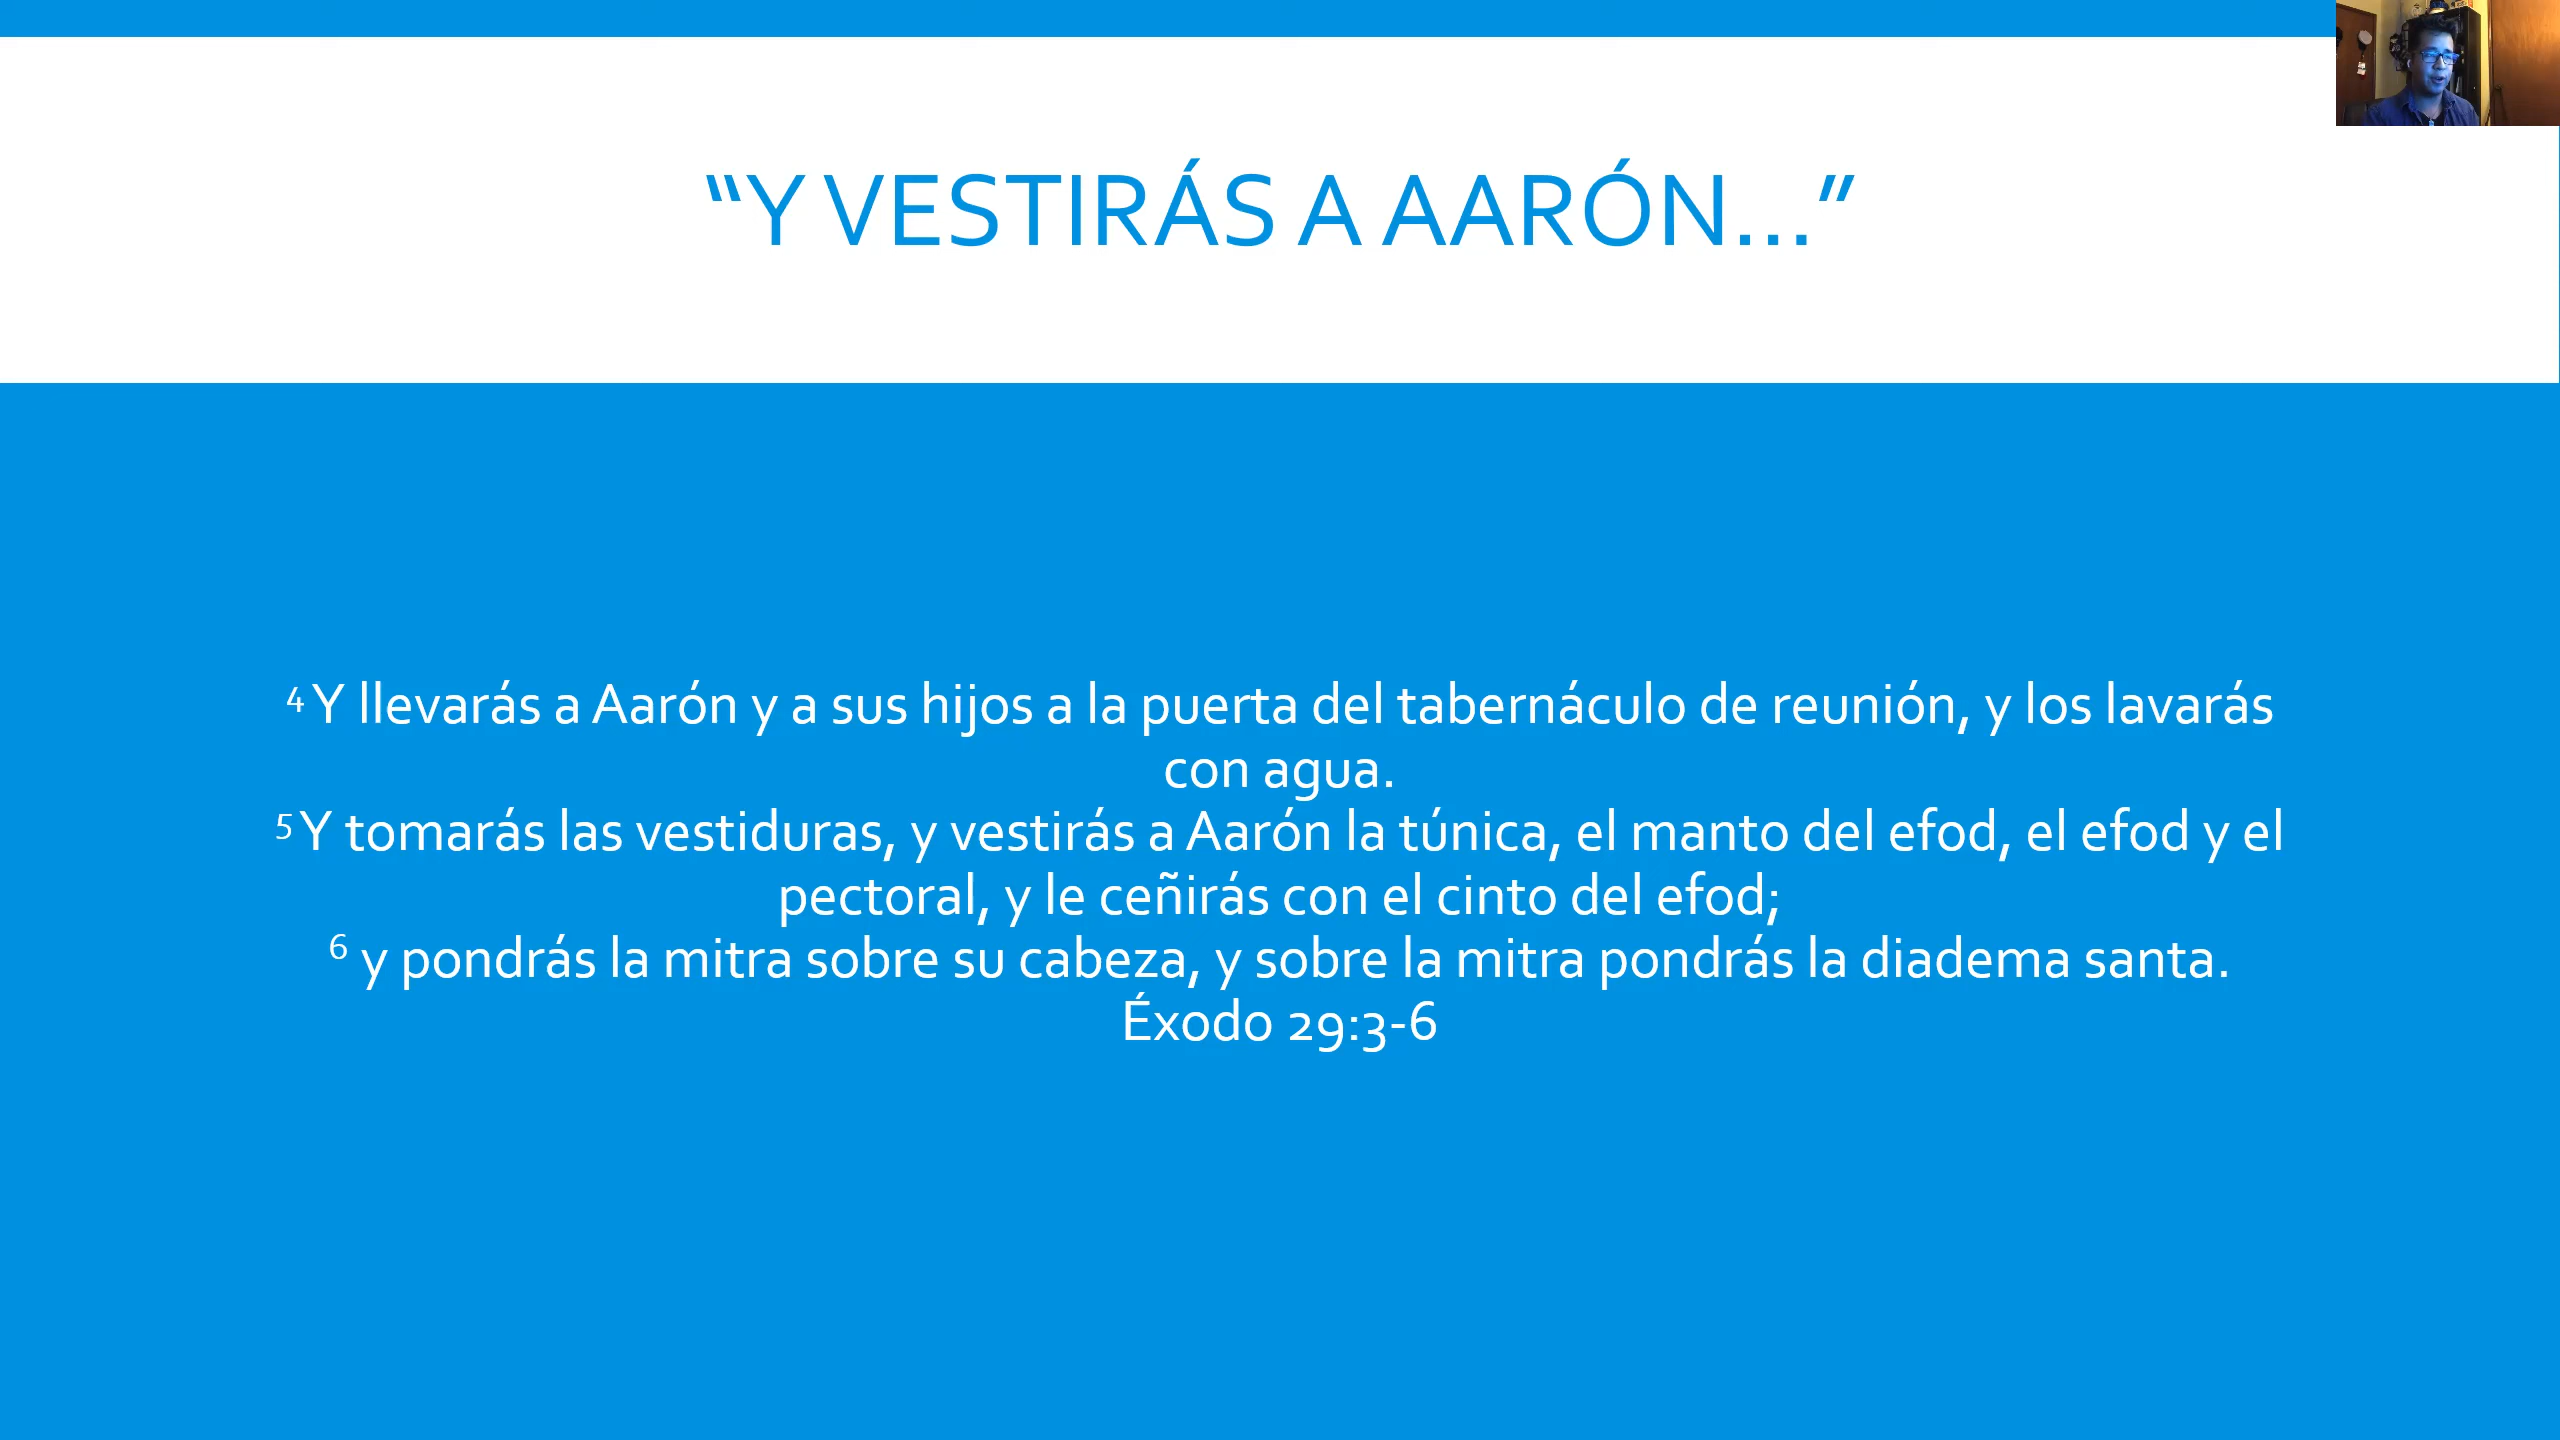 “Y VESTIRÁS A AARÓN...”
4 Y llevarás a Aarón y a sus hijos a la puerta del tabernáculo de reunión, y los lavarás
con agua.
5 Y tomarás las vestiduras, y vestirás a Aarón la túnica, el manto del efod, el efod y el
pectoral, y le ceñirás con el cinto del efod;
6 y pondrás la mitra sobre su cabeza, y sobre la mitra pondrás la diadema santa.
Éxodo 29:3-6